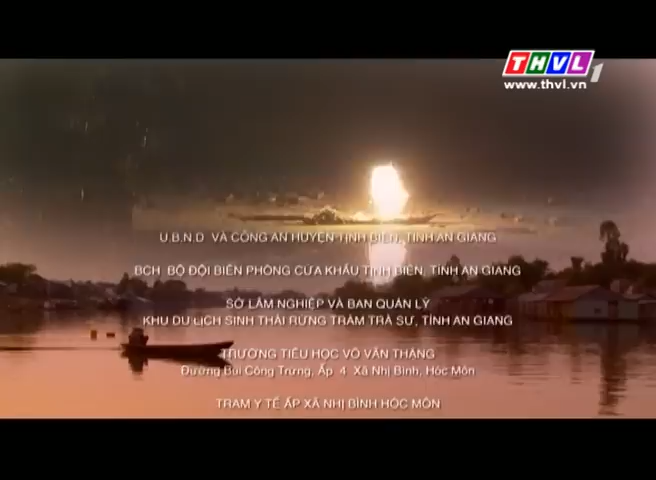 THVL1
www.thvl.vn
U.B.N.D VÀ CÔNG AN HUYỆN TỊNH BIÊN, TỈNH AN GIANG
BCH BỘ ĐỘI BIÊN PHÒNG CỬA KHẨU TỊNH BIÊN, TỈNH AN GIANG
SỞ LÂM NGHIỆP VÀ BAN QUẢN LÝ
KHU DU LỊCH SINH THÁI RỪNG TRÀM TRÀ SƯ, TỈNH AN GIANG
TRƯỜNG TIỂU HỌC VÕ VĂN THẶNG
Đường Bùi Công Trừng, Ấp 4 Xã Nhị Bình, Hóc Môn
TRẠM Y TẾ ẤP XÃ NHỊ BÌNH HÓC MÔN